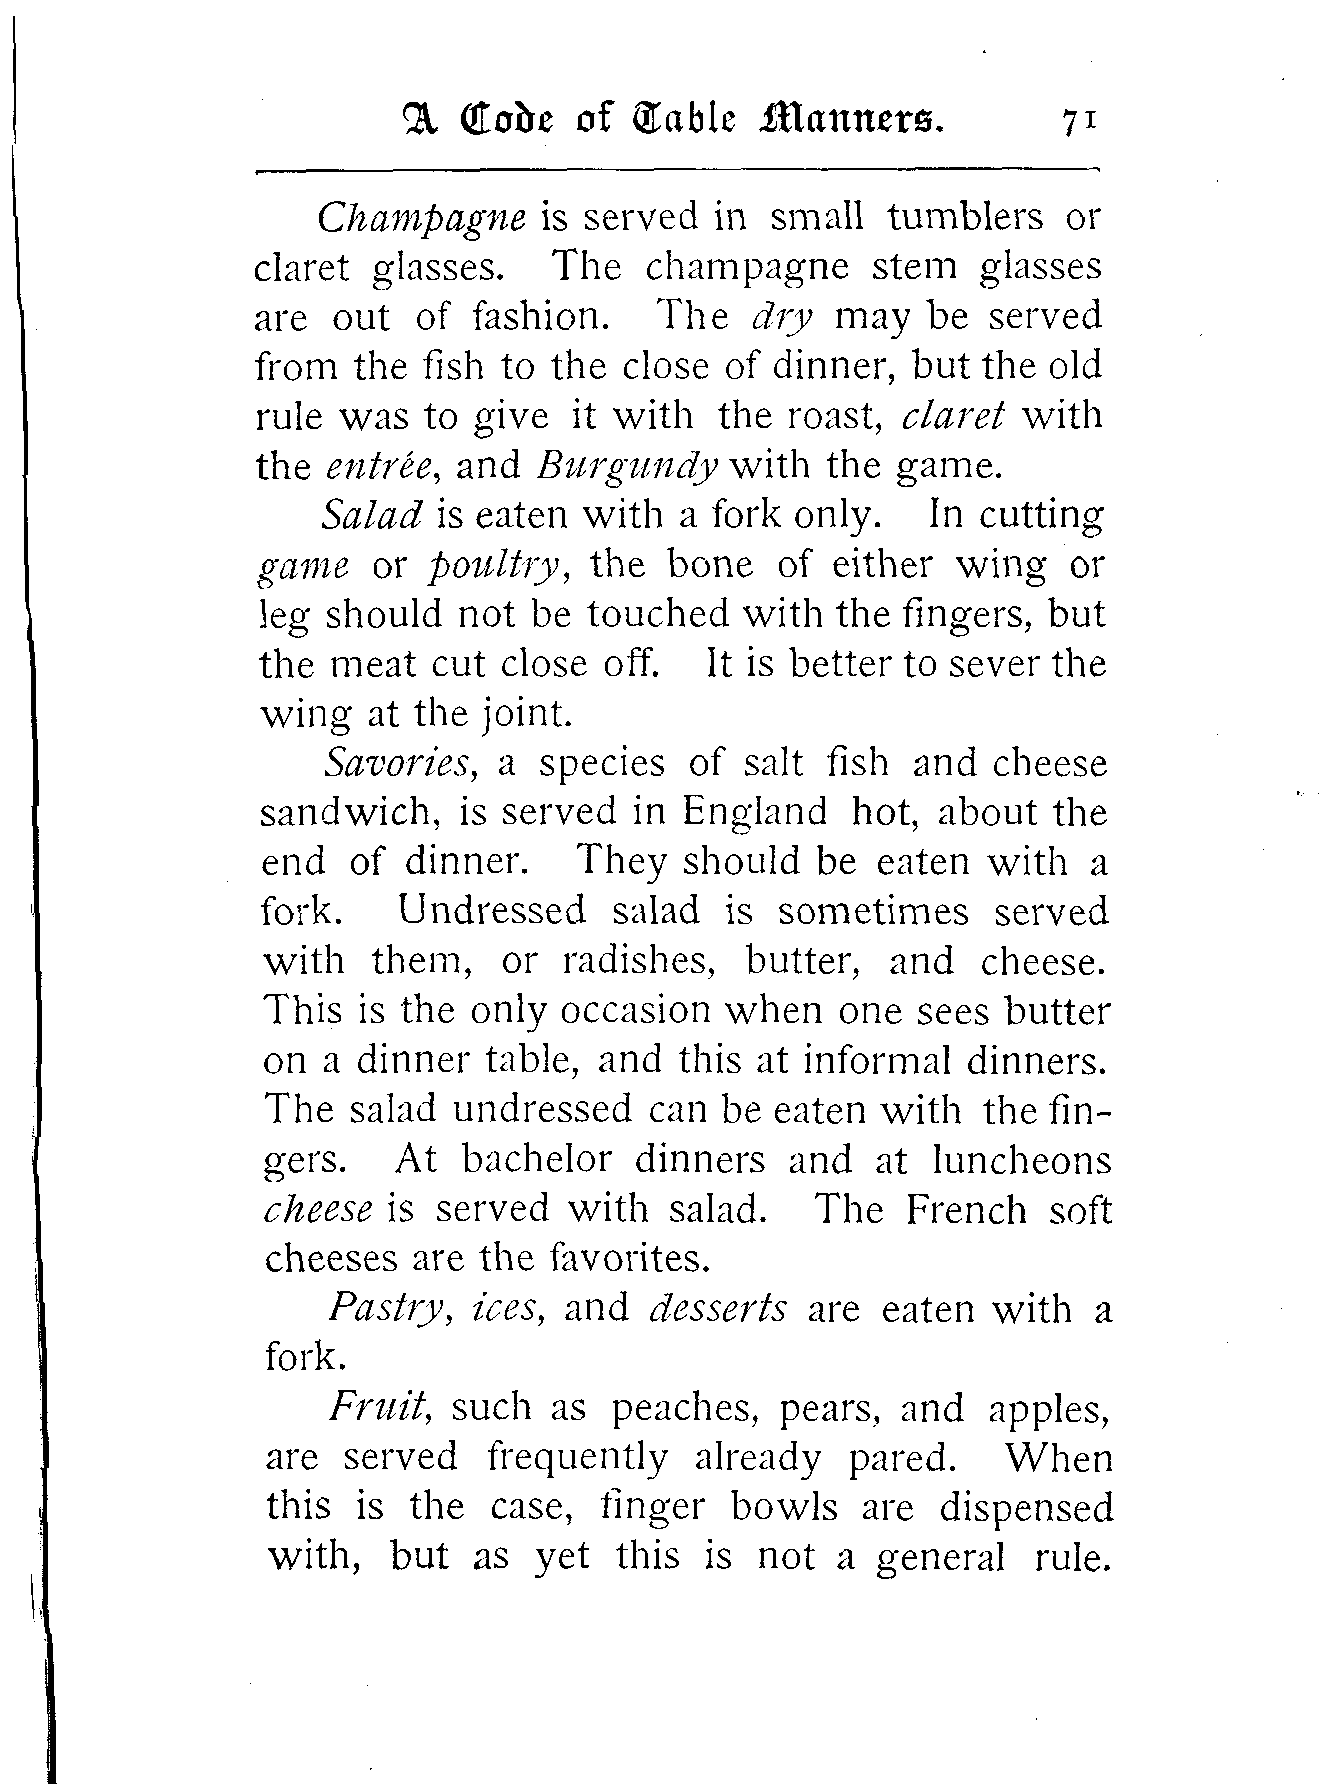 A Code of Table Manners. 71
Champagne is served in small tumblers or
claret glasses. The champagne stem glasses
are out of fashion. The dry may be served
from the fish to the close of dinner, but the old
rule was to give it with the roast, claret with
the entrée, and Burgundy with the game.
Salad is eaten with a fork only. In cutting
game or poultry, the bone of either wing or
leg should not be touched with the fingers, but
the meat cut close off. It is better to sever the
wing at the joint.
Savories, a species of salt fish and cheese
sandwich, is served in England hot, about the
end of dinner. They should be eaten with a
fork. Undressed salad is sometimes served
with them, or radishes, butter, and cheese.
This is the only occasion when one sees butter
on a dinner table, and this at informal dinners.
The salad undressed can be eaten with the fin-
gers. At bachelor dinners and at luncheons
cheese is served with salad. The French soft
cheeses are the favorites.
Pastry, ices, and desserts are eaten with a
fork.
Fruit, such as peaches, pears, and apples,
are served frequently already pared. When
this is the case, finger bowls are dispensed
with, but as yet this is not a general rule.